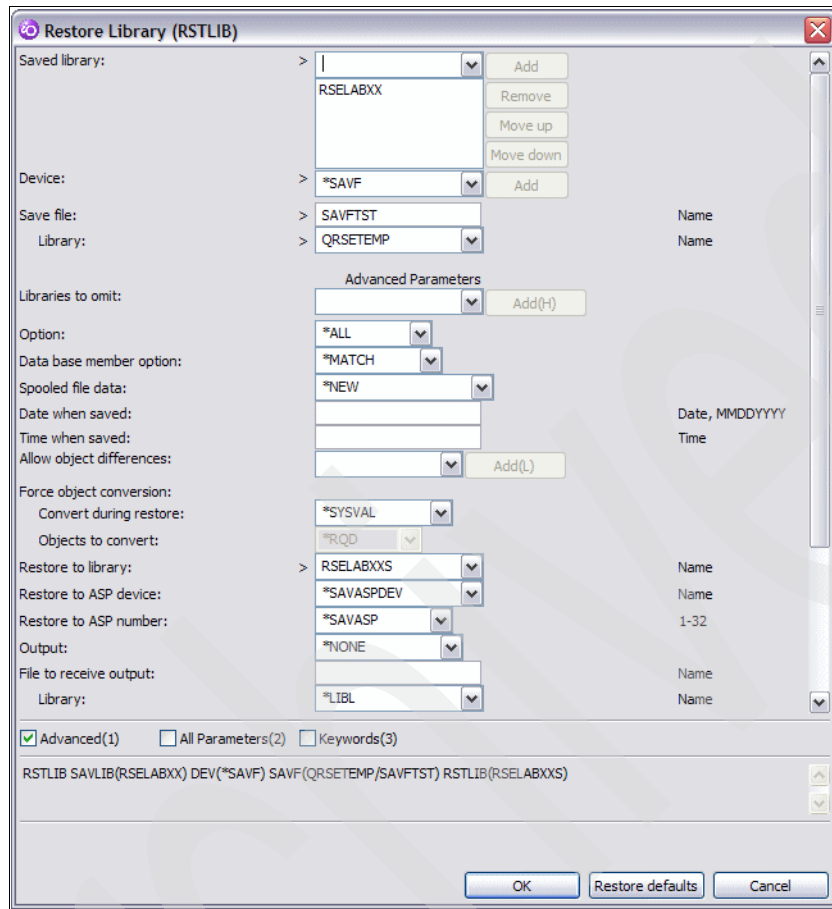 Restore Library (RSTLIB)
Saved library: > Add
RSELABXX Remove
Move up
Move down
Device: > *SAVF Add
Save file: > SAVFTST Name
Library: > QRSETEMP Name
Advanced Parameters
Libraries to omit: Add(H)
Option: *ALL
Data base member option: *MATCH
Spooled file data: *NEW
Date when saved: Date, MMDDYYYY
Time when saved: Time
Allow object differences: Add(L)
Force object conversion:
Convert during restore: *SYSVAL
Objects to convert: *RQD
Restore to library: > RSELABXXS Name
Restore to ASP device: *SAVASPDEV Name
Restore to ASP number: *SAVASP 1-32
Output: *NONE
File to receive output: Name
Library: *LIBL Name
Advanced(1) All Parameters(2) Keywords(3)
RSTLIB SAVLIB(RSELABXX) DEV(*SAVF) SAVF(QRSETEMP/SAVFTST) RSTLIB(RSELABXXS)
OK Restore defaults Cancel